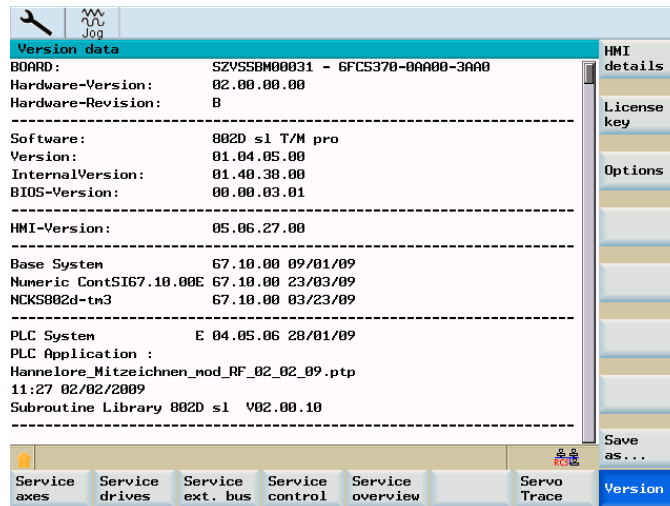 Jog
Version data
BOARD: SZVS5BM00031 - 6FC5370-0AA00-3AA0
Hardware-Version: 02.00.00.00
Hardware-Revision: B
Software: 802D sl T/M pro
Version: 01.04.05.00
InternalVersion: 01.40.38.00
BIOS-Version: 00.00.03.01
HMI-Version: 05.06.27.00
Base System 67.10.00 09/01/09
Numeric ContSI67.10.00E 67.10.00 23/03/09
NCKS802d-tm3 67.10.00 03/23/09
PLC System E 04.05.06 28/01/09
PLC Application :
Hannelore_Mitzeichnen_mod_RF_02_02_09.ptp
11:27 02/02/2009
Subroutine Library 802D sl V02.00.10
HMI
details
License
key
Options
Save
as...
Version
RCS
Service
axes
Service
drives
Service
ext. bus
Service
control
Service
overview
Servo
Trace